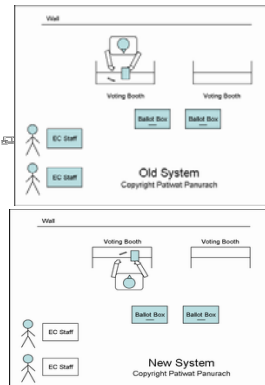 Wall
Voting Booth Voting Booth
Ballot Box Ballot Box
EC Staff
EC Staff
Old System
Copyright Patiwat Panurach
Wall
Voting Booth Voting Booth
Ballot Box Ballot Box
EC Staff
EC Staff
New System
Copyright Patiwat Panurach